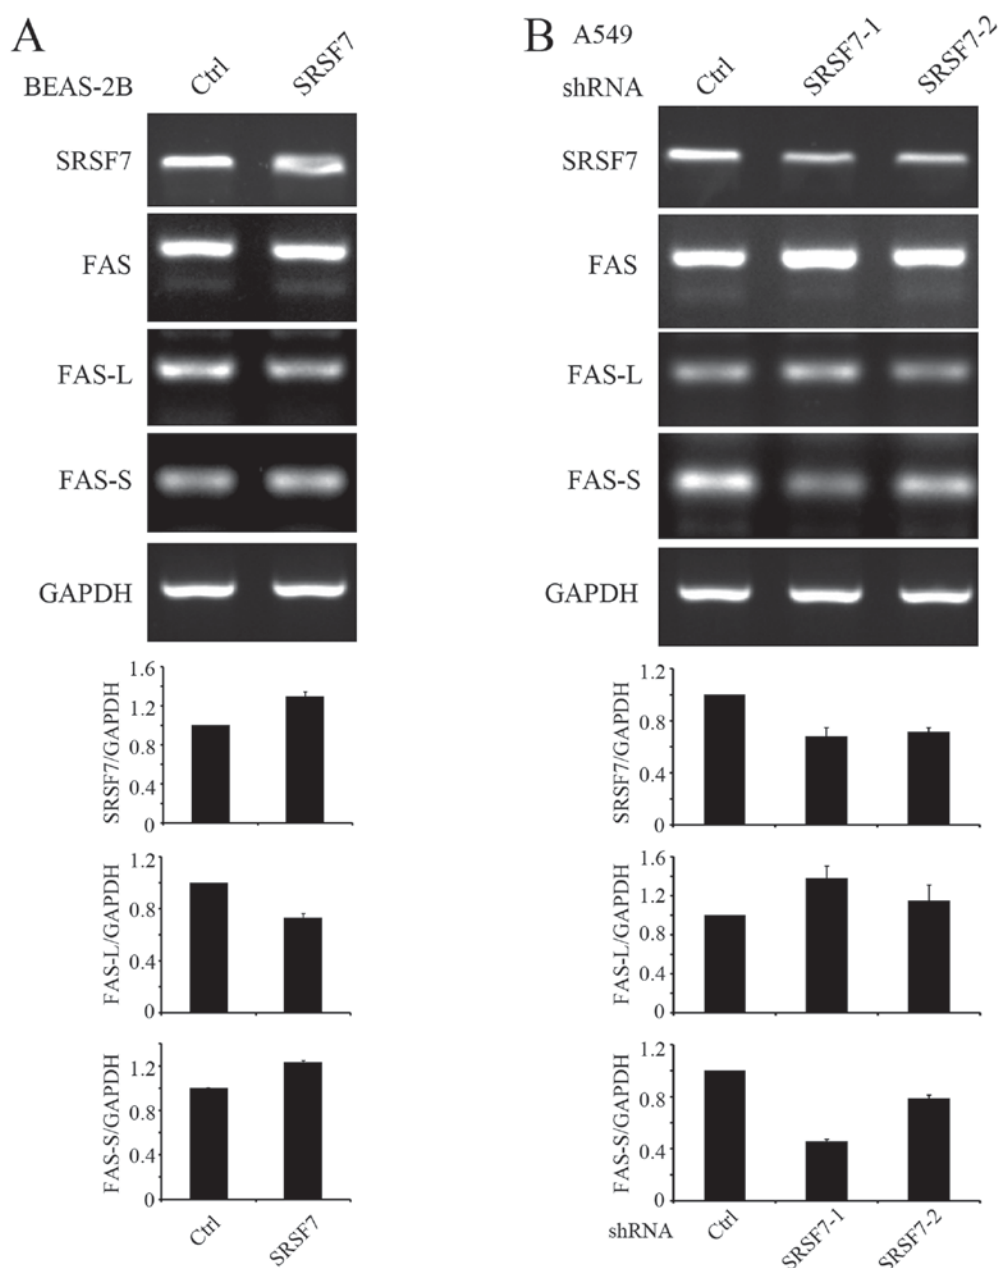 A
BEAS-2B
Ctrl
SRSF7
SRSF7
FAS
FAS-L
FAS-S
GAPDH
SRSF7/GAPDH
1.6
1.2
0.8
0.4
0
FAS-L/GAPDH
1.2
0.8
0.4
0
FAS-S/GAPDH
1.2
0.8
0.4
0
Ctrl
SRSF7
B A549
shRNA
Ctrl
SRSF7-1
SRSF7-2
SRSF7
FAS
FAS-L
FAS-S
GAPDH
SRSF7/GAPDH
1.2
0.8
0.4
0
FAS-L/GAPDH
1.6
1.2
0.8
0.4
0
FAS-S/GAPDH
1.2
0.8
0.4
0
shRNA
Ctrl
SRSF7-1
SRSF7-2